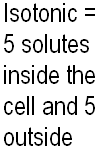 Isotonic =
5 solutes
inside the
cell and 5
outside